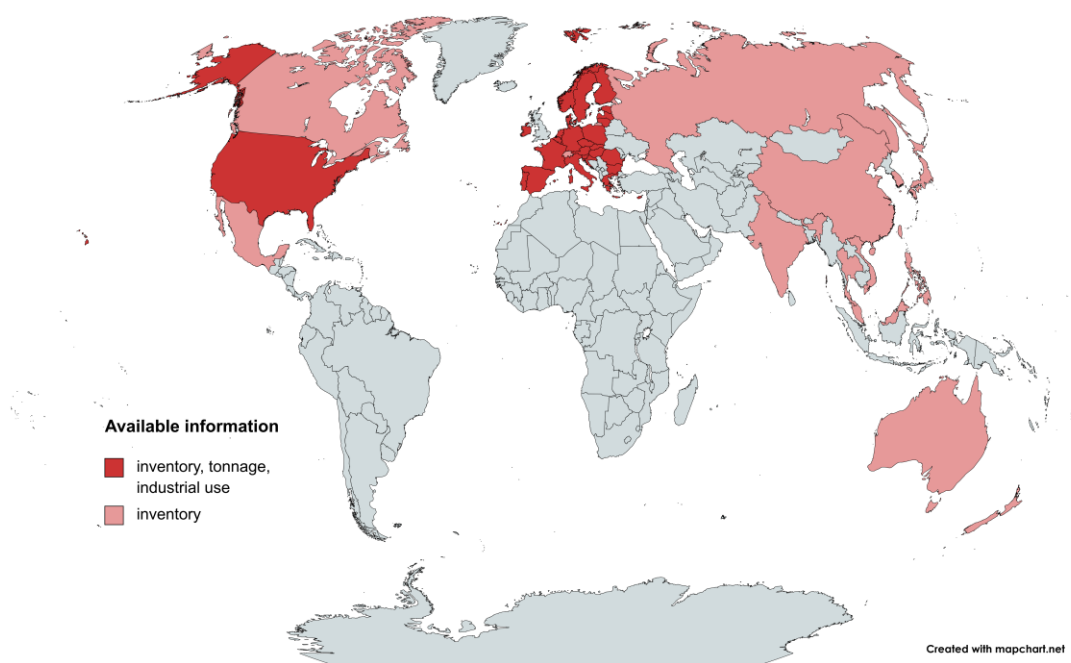 Available information
inventory, tonnage,
industrial use
inventory
Created with mapchart.net